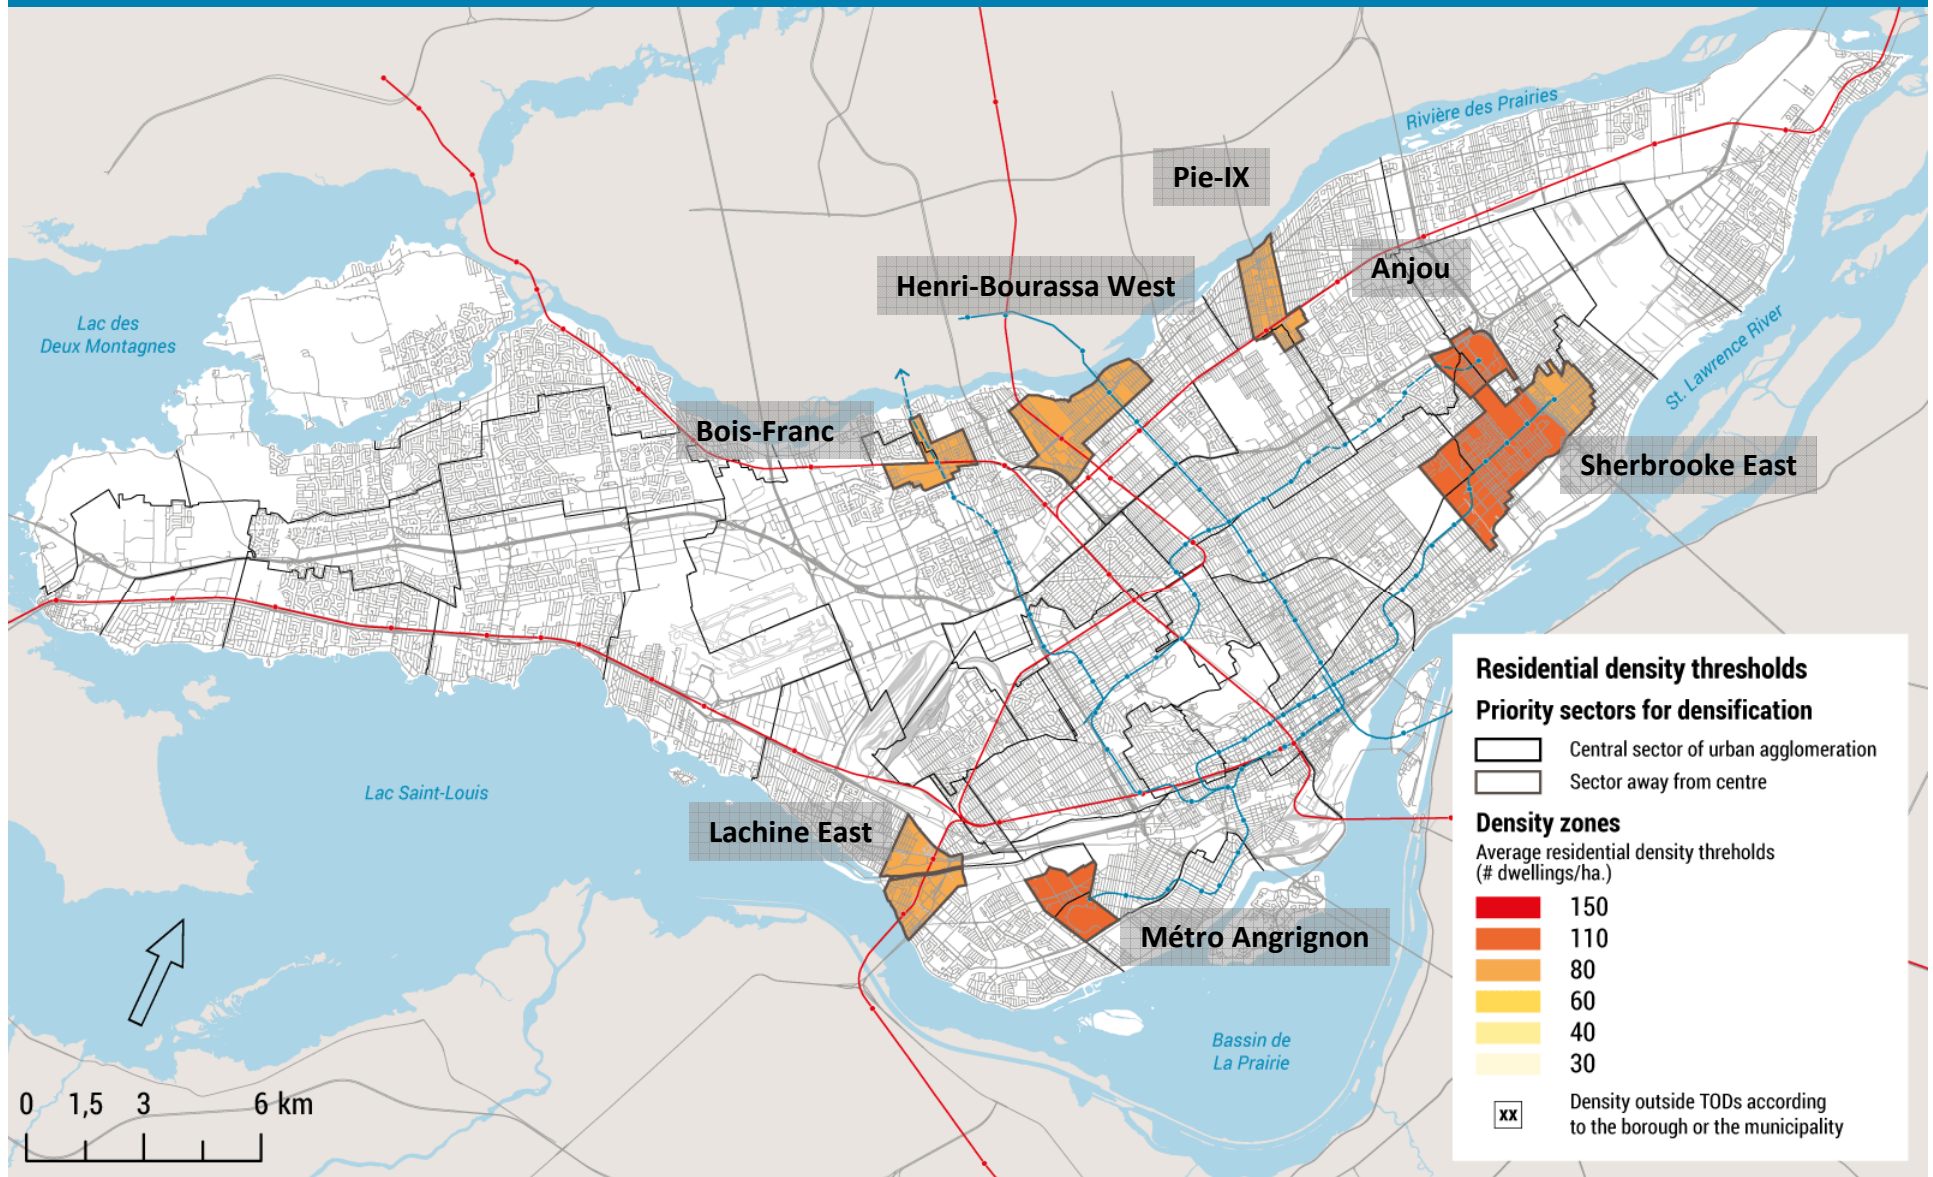 Rivière des Prairies
Pie-IX
Anjou
Henri-Bourassa West
Lac des
Deux Montagnes
St. Lawrence River
Bois-Franc
Sherbrooke East
Lac Saint-Louis
Lachine East
Métro Angrignon
Bassin de
La Prairie
0 1,5 3 6 km
Residential density thresholds
Priority sectors for densification
Central sector of urban agglomeration
Sector away from centre
Density zones
Average residential density threholds
(# dwellings/ha.)
150
110
80
60
40
30
xx
Density outside TODs according
to the borough or the municipality